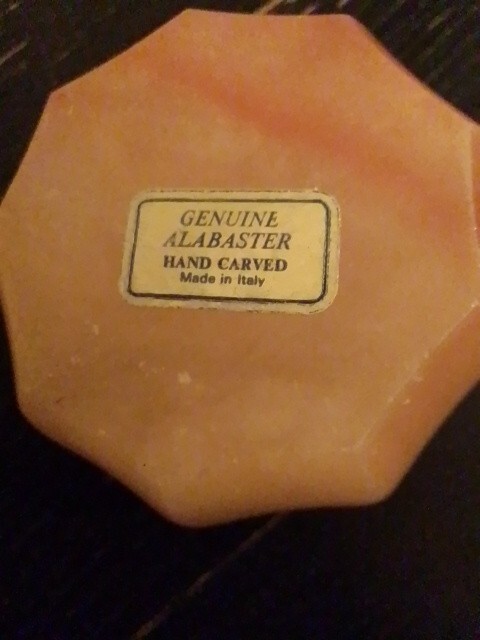 GENUINE
ALABASTER
HAND CARVED
Made in Italy